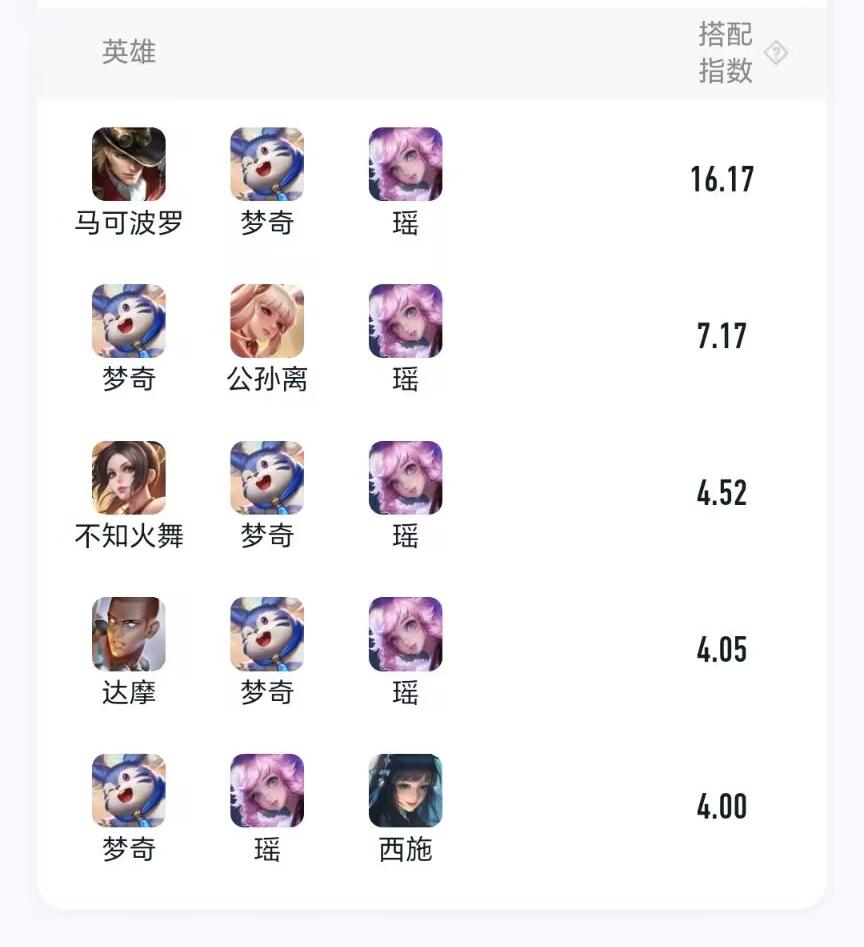 英雄
搭配
指数
?
马可波罗 梦奇 瑶 16.17
梦奇 公孙离 瑶 7.17
不知火舞 梦奇 瑶 4.52
达摩 梦奇 瑶 4.05
梦奇 瑶 西施 4.00